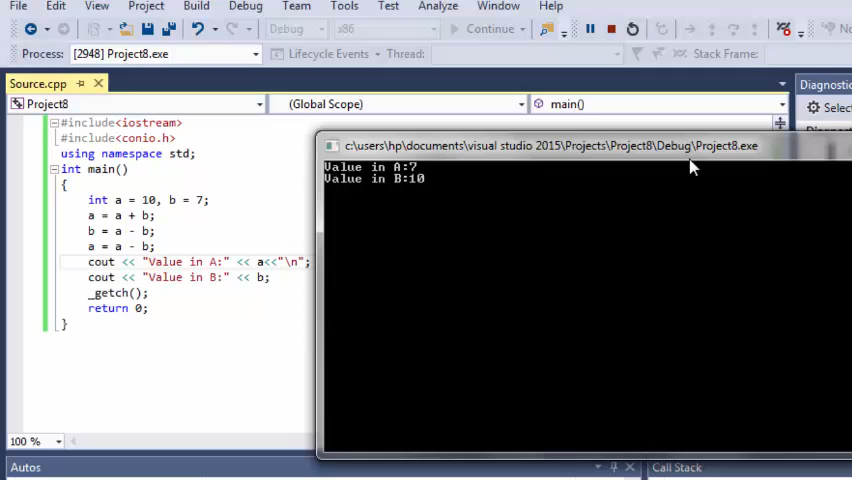 File Edit View Project Build Debug Team Tools Test Analyze Window Help
Debug x86 Continue
Process: [2948] Project8.exe Lifecycle Events Thread: Stack Frame:
Source.cpp Diagnostic
Project8 (Global Scope) main() Select
#include<iostream>
#include<conio.h>
using namespace std;
int main()
{
int a = 10, b = 7;
a = a + b;
b = a - b;
a = a - b;
cout << "Value in A:" << a<<"\n";
cout << "Value in B:" << b;
_getch();
return 0;
}
c:\users\hp\documents\visual studio 2015\Projects\Project8\Debug\Project8.exe
Value in A:7
Value in B:10
100 %
Autos Call Stack